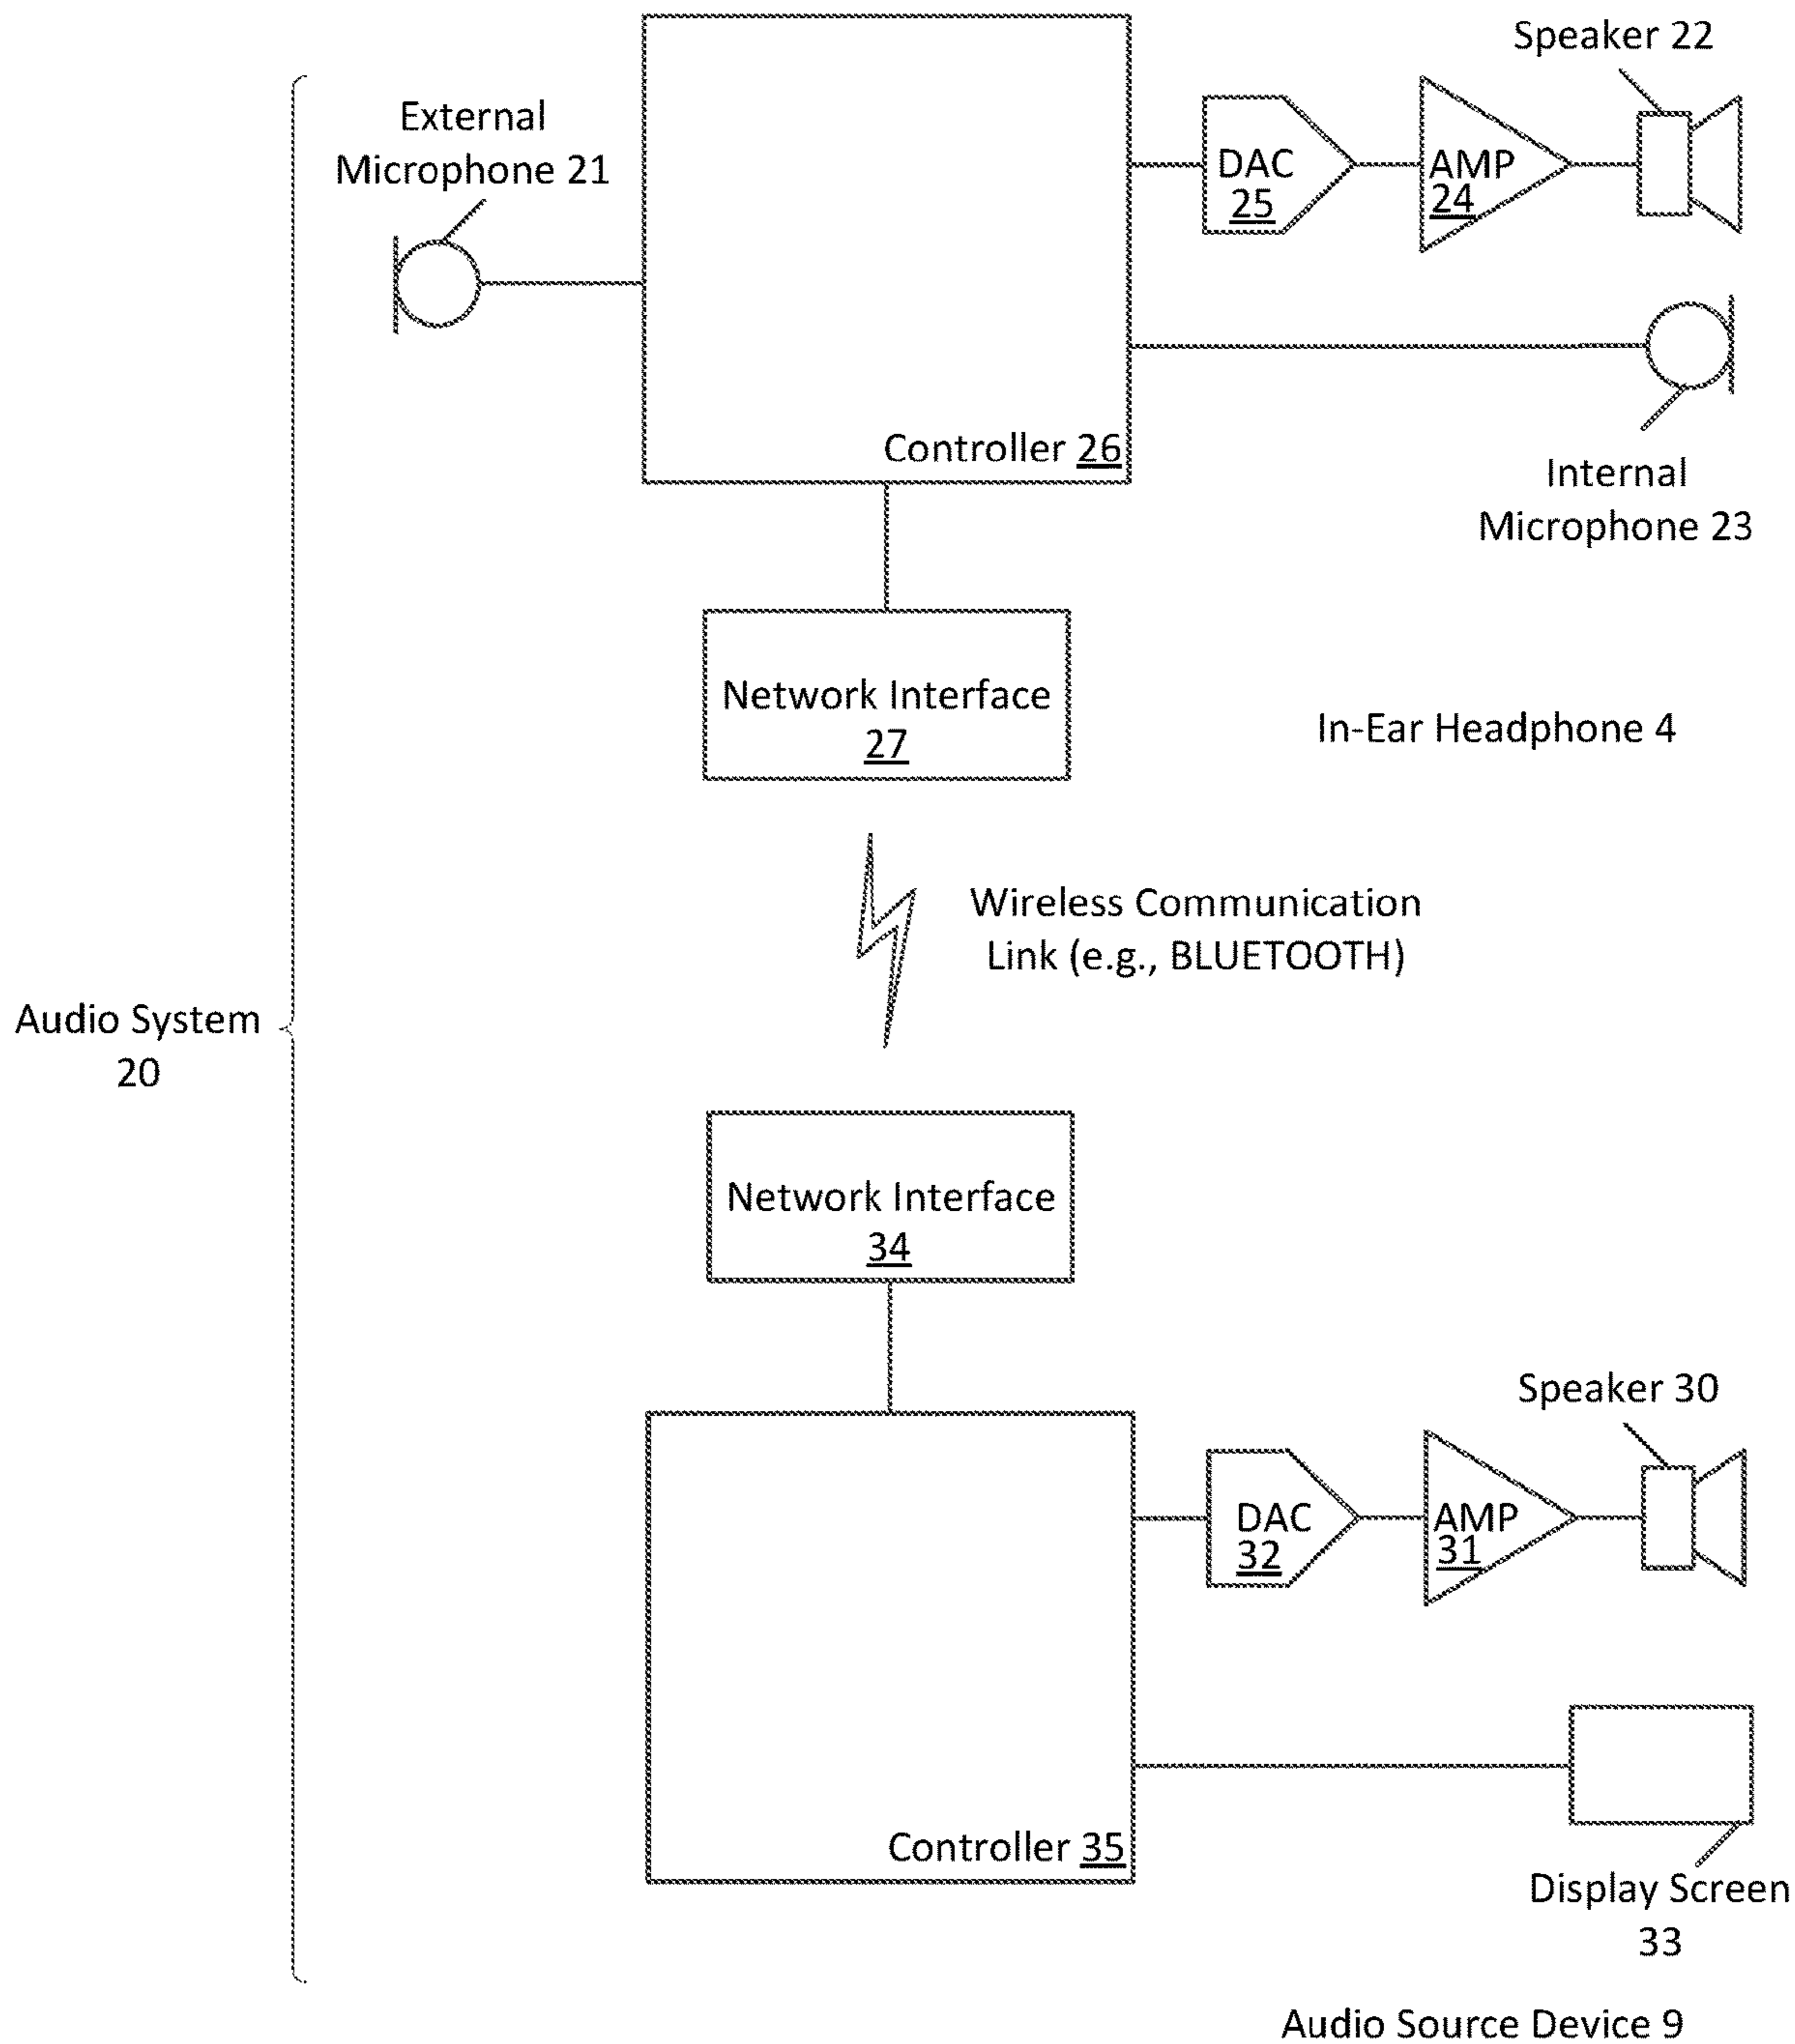 Speaker 22
External
Microphone 21
DAC
25
AMP
24
Controller 26
Internal
Microphone 23
Network Interface
27
In-Ear Headphone 4
Wireless Communication
Link (e.g., BLUETOOTH)
Audio System
20
Network Interface
34
Speaker 30
DAC
32
AMP
31
Controller 35
Display Screen
33
Audio Source Device 9